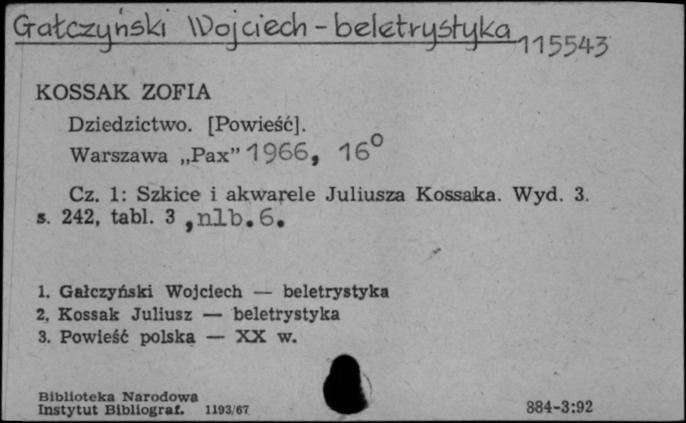 Gałczyński Wojciech - beletrystyka
115543
KOSSAK ZOFIA
Dziedzictwo. [Powieść].
Warszawa „Pax” 1966, 16°
Cz. 1: Szkice i akwarele Juliusza Kossaka. Wyd. 3.
s. 242, tabl. 3, nlb. 6.
1. Gałczyński Wojciech — beletrystyka
2. Kossak Juliusz — beletrystyka
3. Powieść polska — XX w.
Biblioteka Narodowa
Instytut Bibliograf. 1193/67
884-3:92